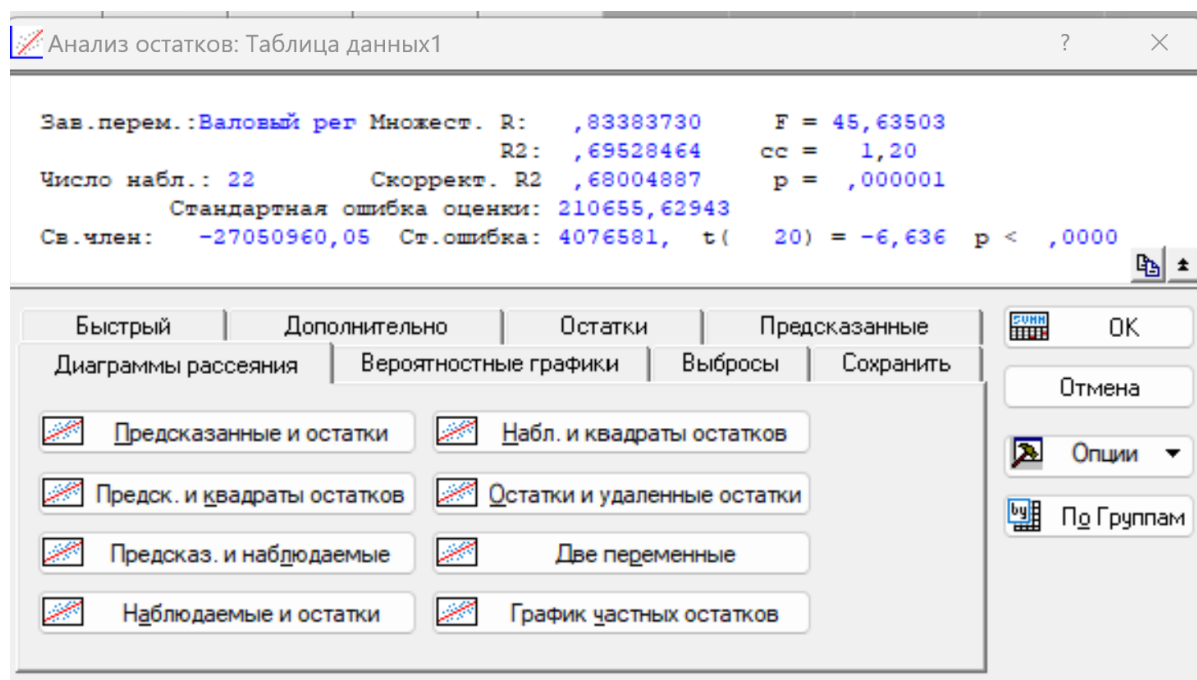 Анализ остатков: Таблица данных1 ?
Зав.перем.:Валовый рег Множест. R: ,83383730 F = 45,63503
R2: ,69528464 сс = 1,20
Число набл.: 22 Скоррект. R2 ,68004887 p = ,000001
Стандартная ошибка оценки: 210655,62943
Св.член: -27050960,05 Ст.ошибка: 4076581, t( 20) = -6,636 p < ,0000
Быстрый Дополнительно Остатки Предсказанные
Диаграммы рассеяния Вероятностные графики Выбросы Сохранить
Предсказанные и остатки Набл. и квадраты остатков
Предск. и квадраты остатков Остатки и удаленные остатки
Предсказ. и наблюдаемые Две переменные
Наблюдаемые и остатки График частных остатков
SUMM OK
Отмена
Опции
by По Группам